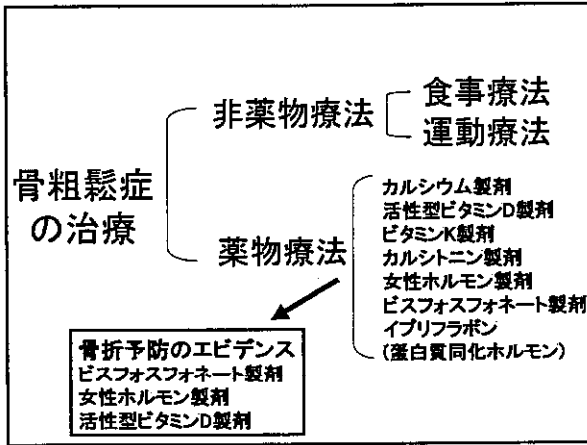 骨粗鬆症
の治療
非薬物療法
食事療法
運動療法
薬物療法
カルシウム製剤
活性型ビタミンD製剤
ビタミンK製剤
カルシトニン製剤
女性ホルモン製剤
ビスフォスフォネート製剤
イプリフラボン
(蛋白質同化ホルモン)
骨折予防のエビデンス
ビスフォスフォネート製剤
女性ホルモン製剤
活性型ビタミンD製剤